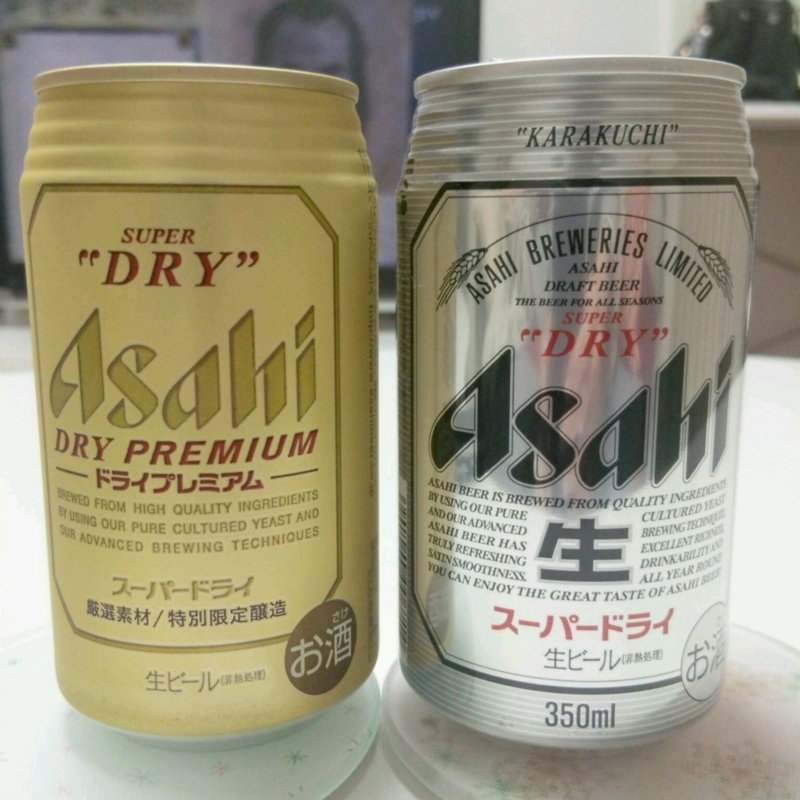 SUPER
"DRY"
Asahi
DRY PREMIUM
ドライプレミアム
BREWED FROM HIGH QUALITY INGREDIENTS
BY USING OUR PURE CULTURED YEAST AND
OUR ADVANCED BREWING TECHNIQUES
スーパードライ
厳選素材/特別限定醸造
さけ
お酒
生ビール(非熱処理)
"KARAKUCHI"
ASAHI BREWERIES LIMITED
ASAHI
DRAFT BEER
THE BEER FOR ALL SEASONS
SUPER
"DRY"
Asahi
ASAHI BEER IS BREWED FROM QUALITY INGREDIENTS
BY USING OUR PURE
AND OUR ADVANCED
ASAHI BEER HAS
TRULY REFRESHING
SATIN SMOOTHNESS.
生
CULTURED YEAST
BREWING TECHNIQUES.
EXCELLENT RICHNESS,
DRINKABILITY AND
ALL YEAR ROUND
YOU CAN ENJOY THE GREAT TASTE OF ASAHI BEER
スーパードライ
生ビール(非熱処理)
お酒
350ml